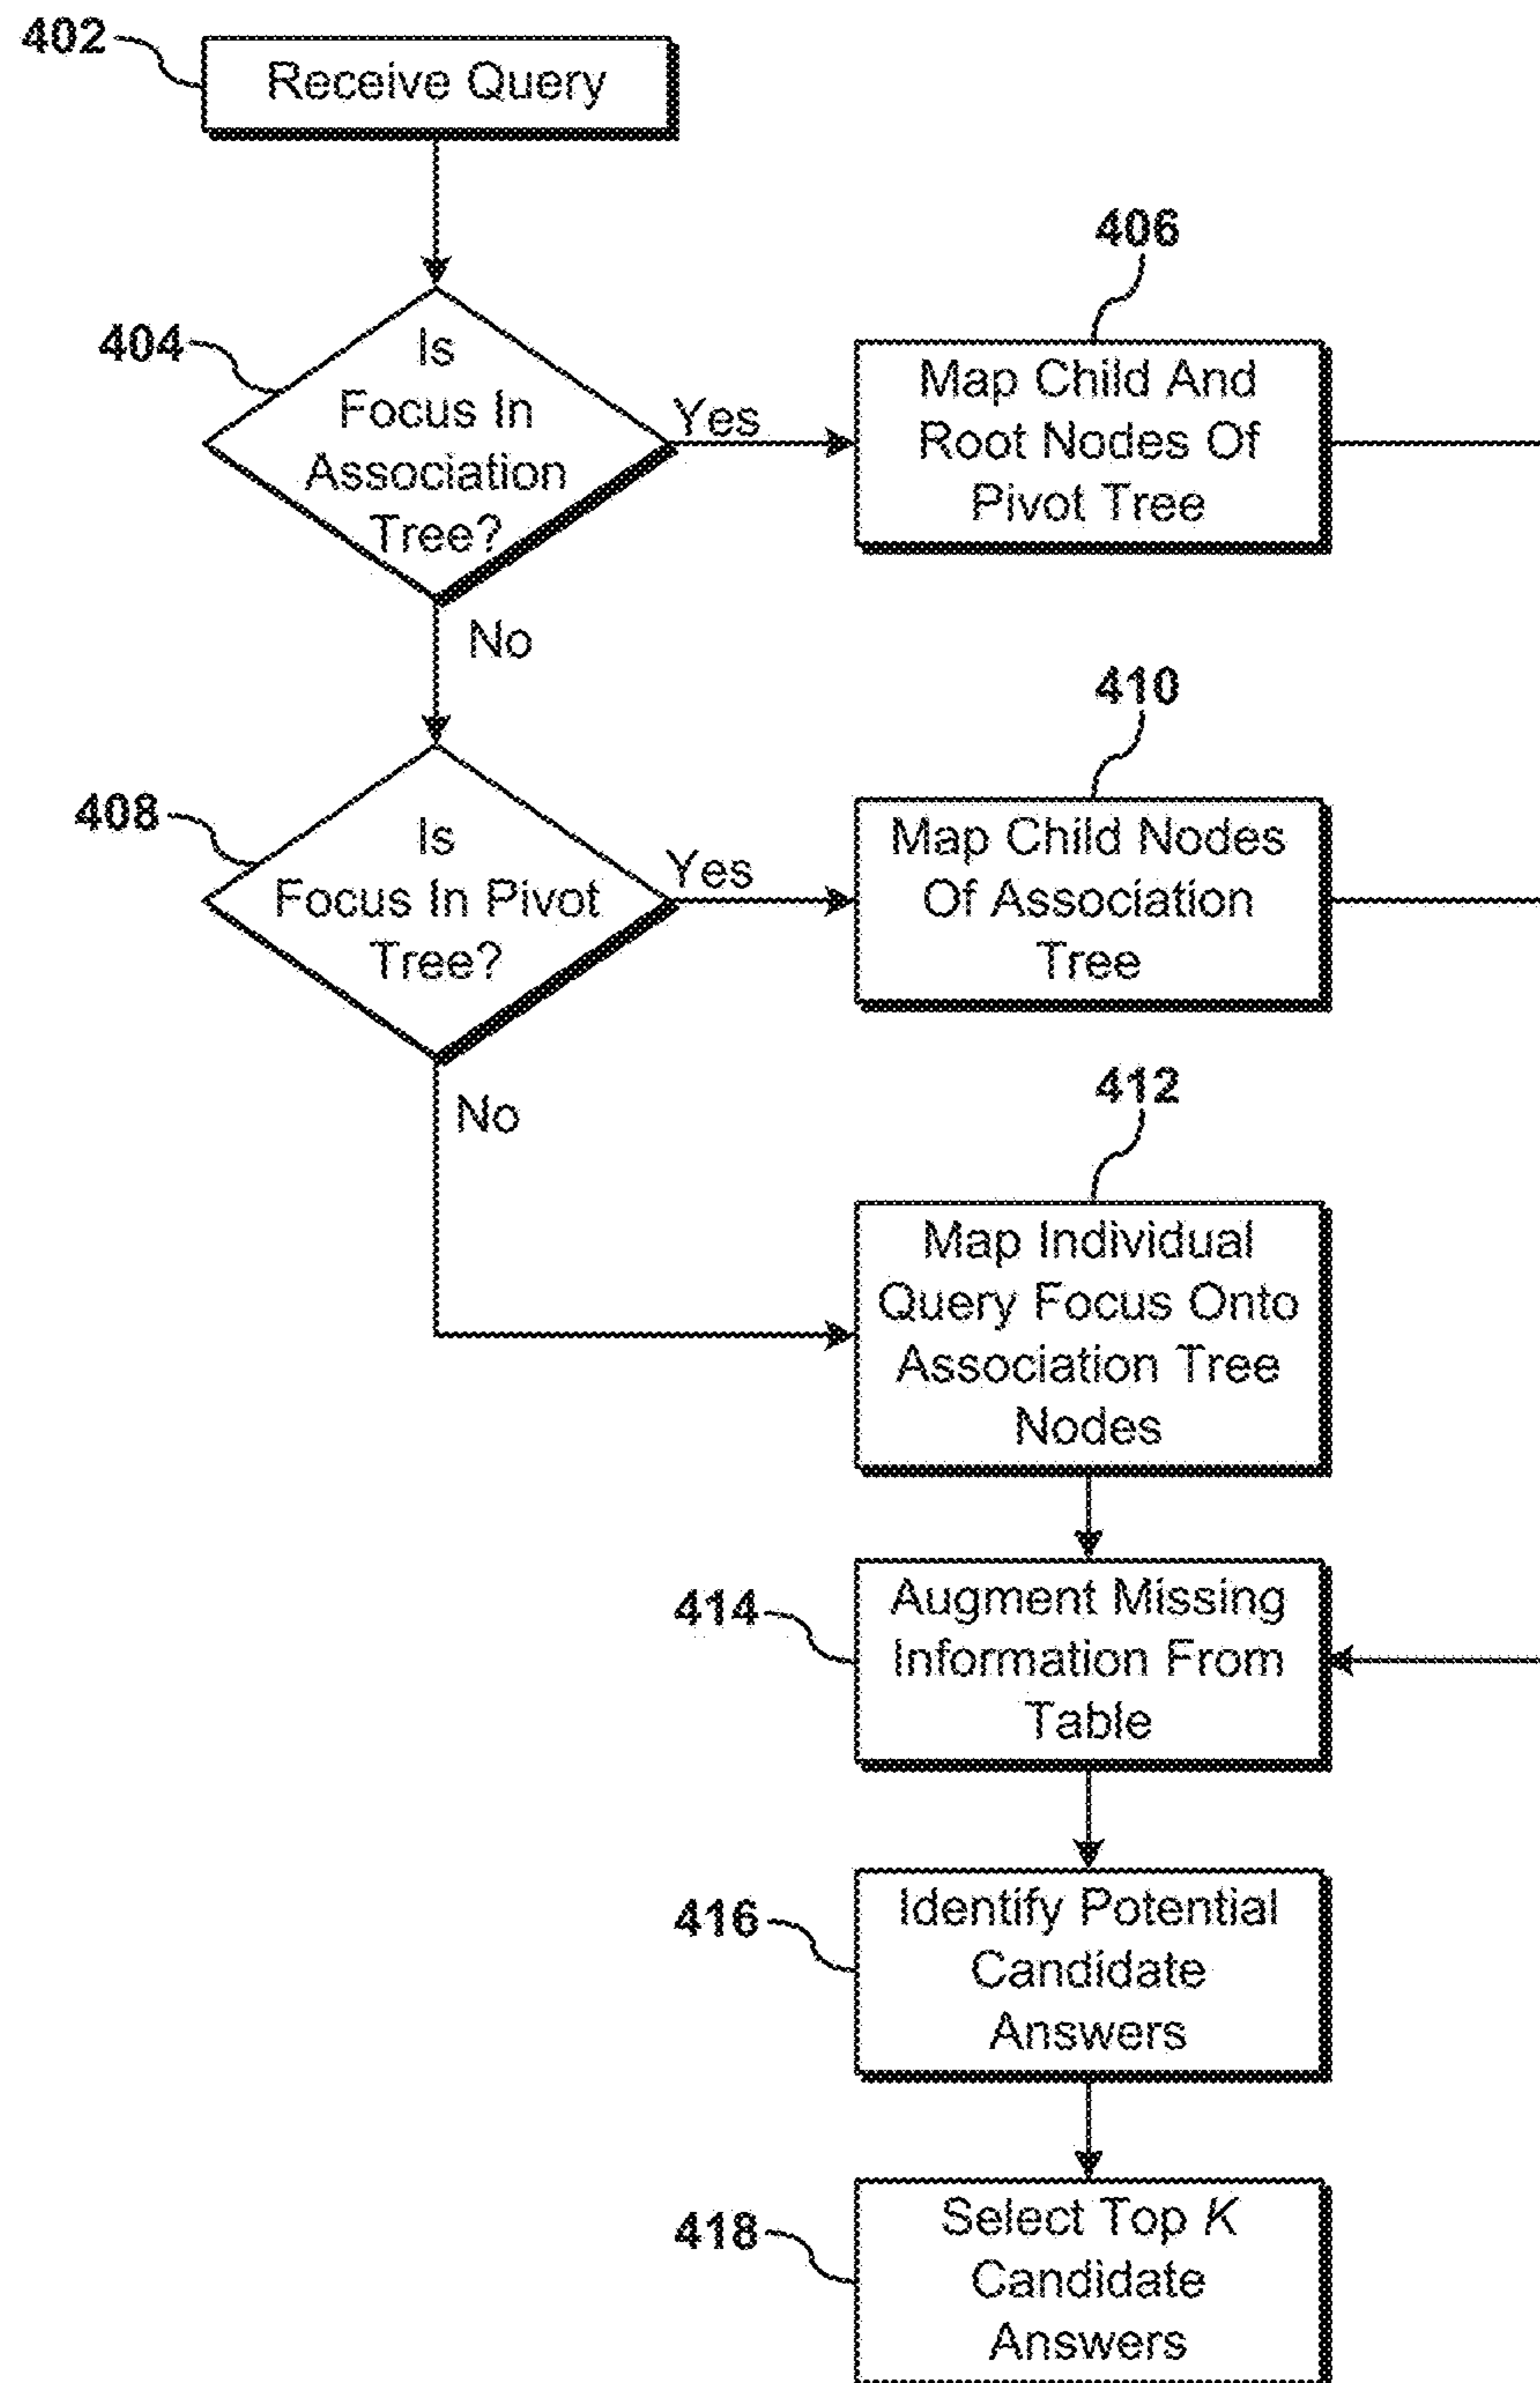 402
Receive Query
406
404
Is
Focus In
Association
Tree?
Yes
Map Child And
Root Nodes Of
Pivot Tree
No
410
408
Is
Focus In Pivot
Tree?
Yes
Map Child Nodes
Of Association
Tree
No
412
Map Individual
Query Focus Onto
Association Tree
Nodes
414
Augment Missing
Information From
Table
416
Identify Potential
Candidate
Answers
418
Select Top K
Candidate
Answers